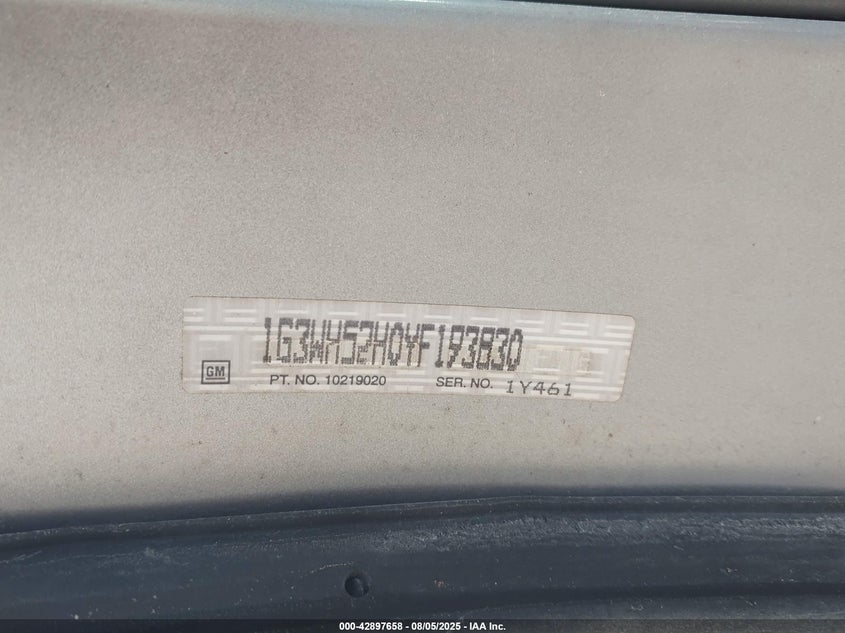 1G3WH52H0YF193830
GM PT. NO. 10219020 SER. NO. 1Y461
000-42897658 - 08/05/2025 - IAA Inc.